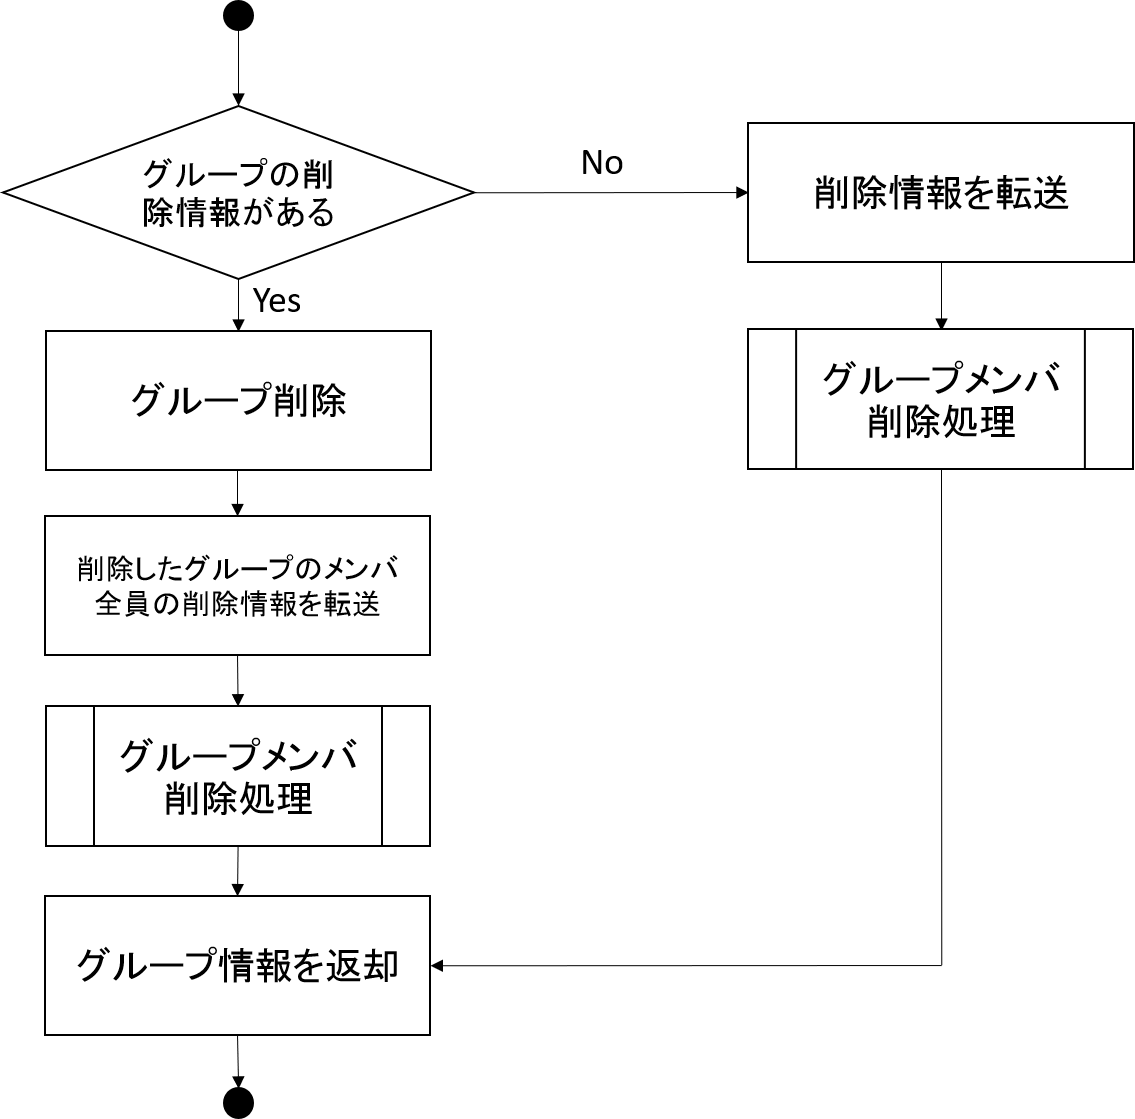 グループの削
除情報がある
No
削除情報を転送
Yes
グループ削除
グループメンバ
削除処理
削除したグループのメンバ
全員の削除情報を転送
グループメンバ
削除処理
グループ情報を返却